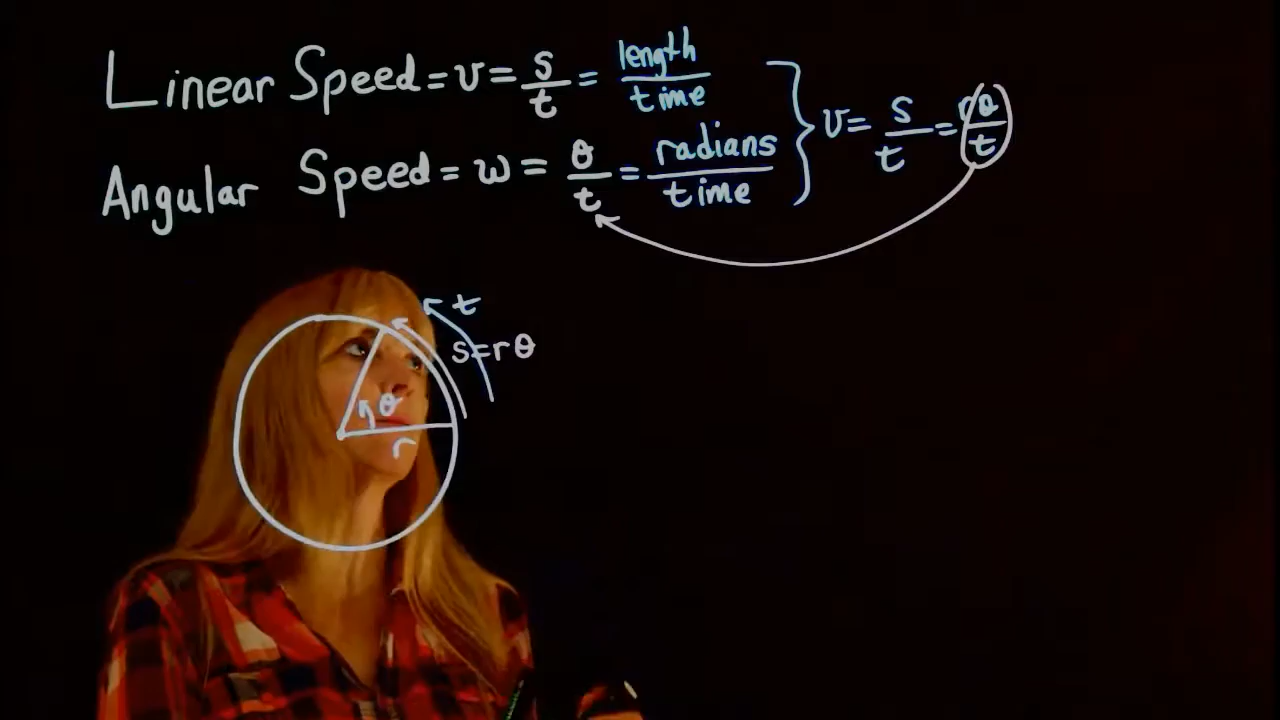 Linear Speed = v = s/t = length/time
Angular Speed = w = θ/t = radians/time
v = s/t = rθ/t
t
s = rθ
θ
r